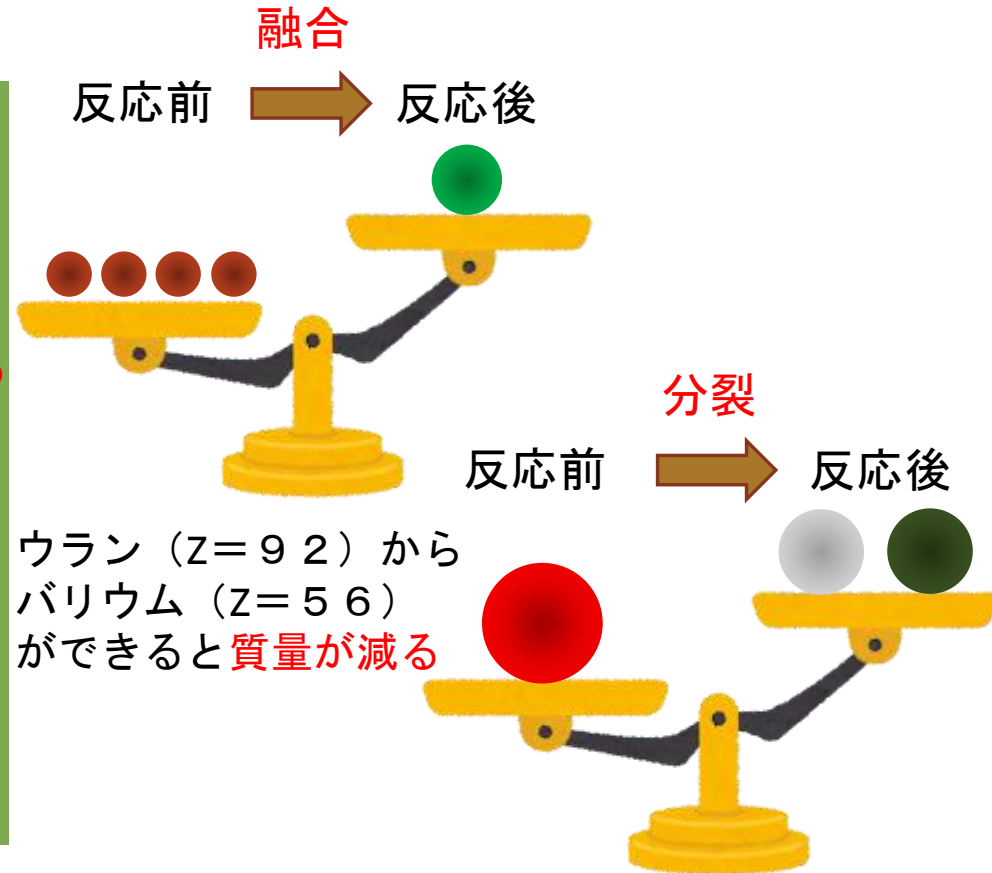 融合
反応前
反応後
分裂
反応前
反応後
ウラン（Z＝９２）から
バリウム（Z＝５６）
ができると質量が減る